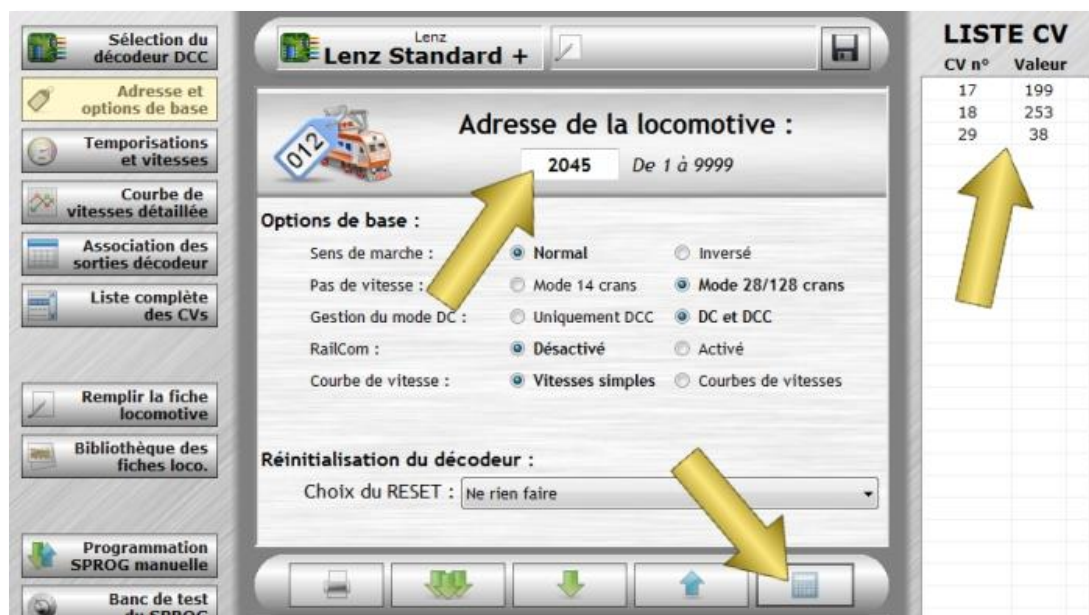 Sélection du
décodeur DCC
Adresse et
options de base
Temporisations
et vitesses
Courbe de
vitesses détaillée
Association des
sorties décodeur
Liste complète
des CVs
Remplir la fiche
locomotive
Bibliothèque des
fiches loco.
Programmation
SPROG manuelle
Banc de test
du SPROG
Lenz
Lenz Standard +
012
Adresse de la locomotive :
2045 De 1 à 9999
Options de base :
Sens de marche : Normal Inversé
Pas de vitesse : Mode 14 crans Mode 28/128 crans
Gestion du mode DC : Uniquement DCC DC et DCC
RailCom : Désactivé Activé
Courbe de vitesse : Vitesses simples Courbes de vitesses
Réinitialisation du décodeur :
Choix du RESET : Ne rien faire
LISTE CV
CV n° Valeur
17 199
18 253
29 38